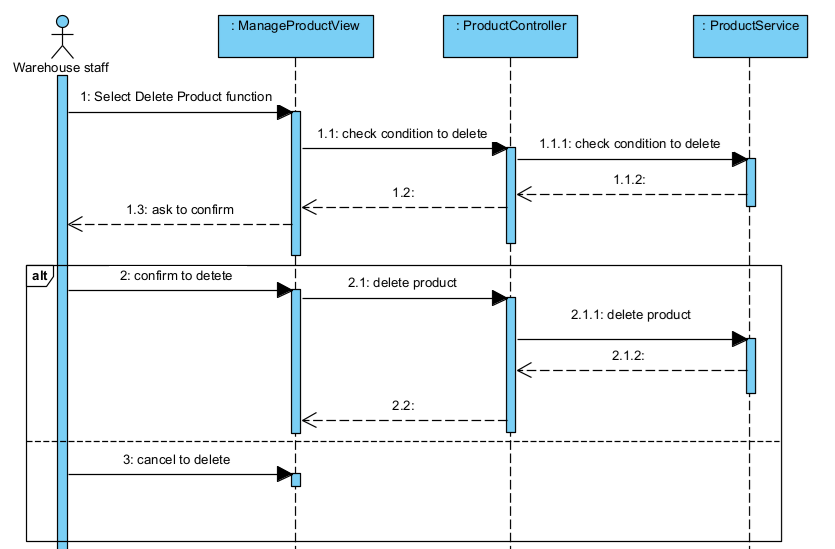 : ManageProductView
: ProductController
: ProductService
Warehouse staff
1: Select Delete Product function
1.1: check condition to delete
1.1.1: check condition to delete
1.1.2:
1.2:
1.3: ask to confirm
alt
2: confirm to detete
2.1: delete product
2.1.1: delete product
2.1.2:
2.2:
3: cancel to delete